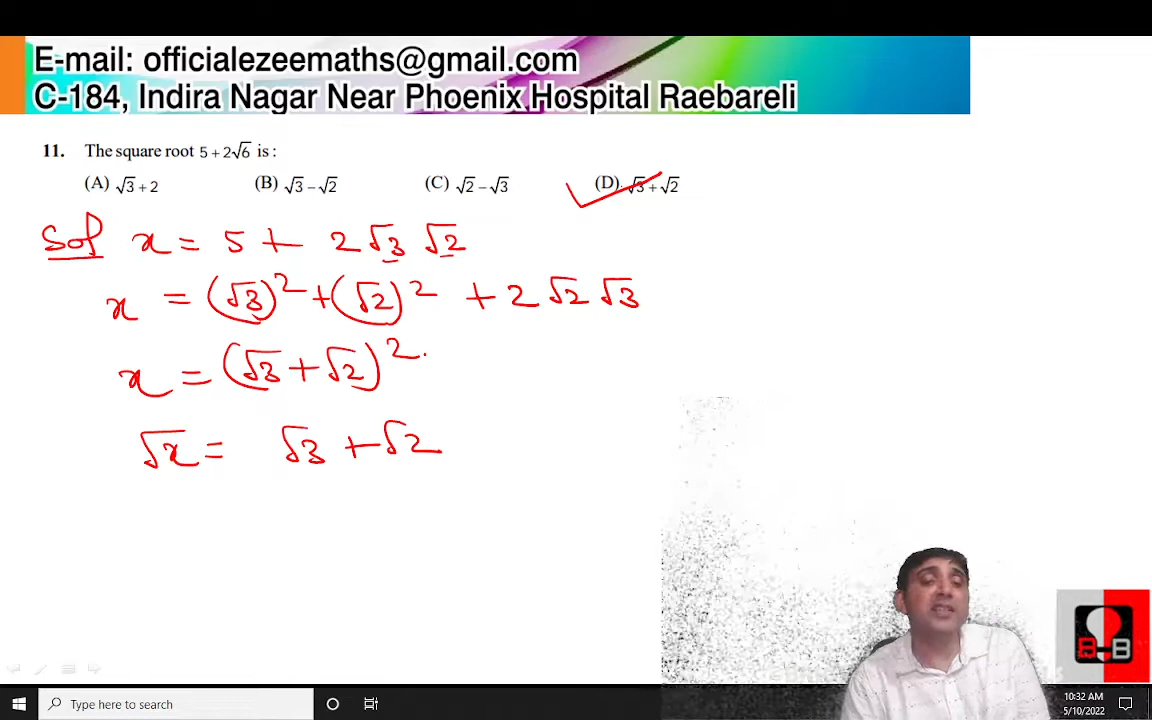 E-mail: officialezeemaths@gmail.com
C-184, Indira Nagar Near Phoenix Hospital Raebareli
11. The square root 5 + 2√6 is :
(A) √3 + 2 (B) √3 – √2 (C) √2 – √3 (D) √3 + √2
Sol x = 5 + 2 √3 √2
x = (√3)² + (√2)² + 2 √2 √3
x = (√3 + √2)²
√x = √3 + √2
B B
Type here to search
10:32 AM
5/10/2022